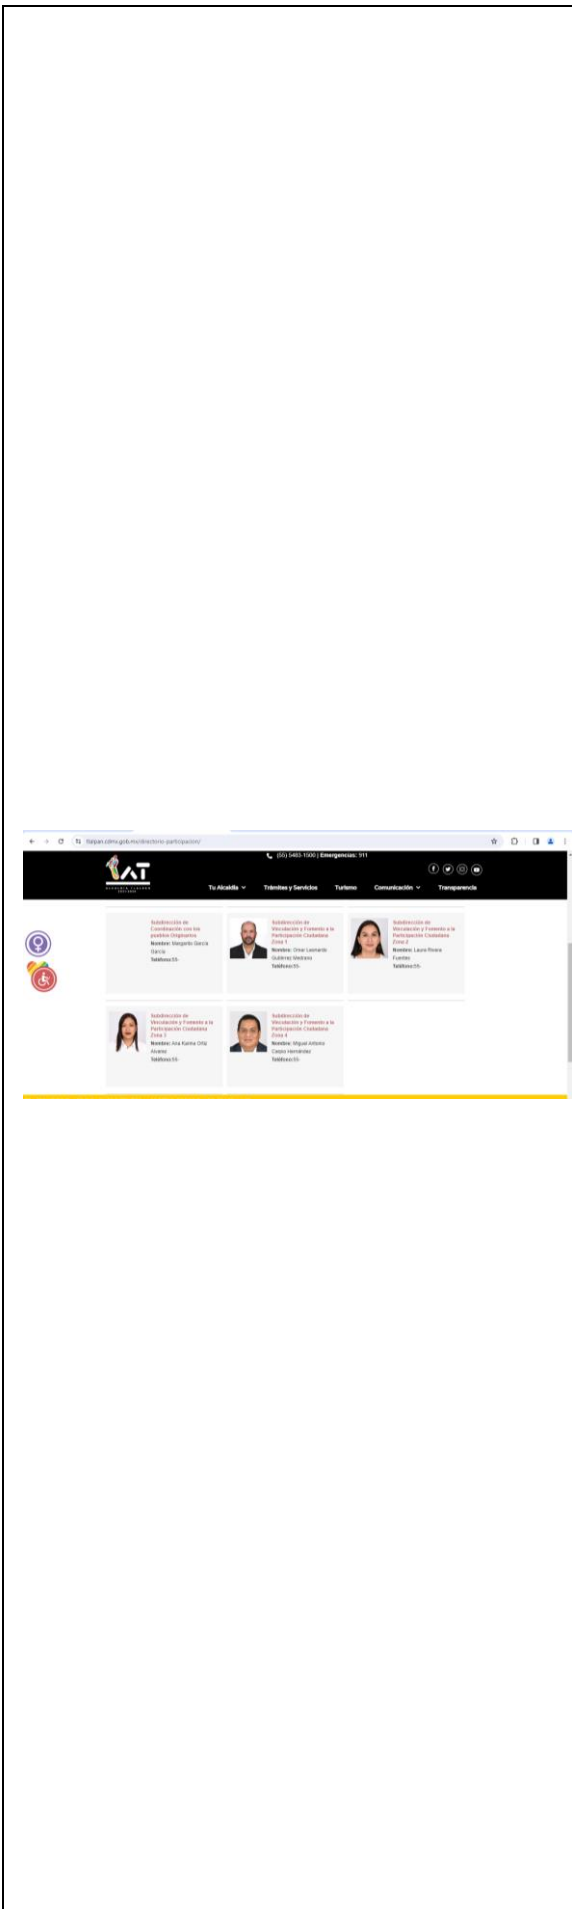 tlalpan.cdmx.gob.mx/directorio-participacion/
(55) 5483-1500 | Emergencias: 911
AT
ALCALDÍA TLALPAN
Tu Alcaldía Trámites y Servicios Turismo Comunicación Transparencia
Subdirección de
Coordinación con los
pueblos Originarios
Nombre: Margarito García
García
Teléfono:55-
Subdirección de
Vinculación y Fomento a la
Participación Ciudadana
Zona 1
Nombre: Omar Leonardo
Gutiérrez Medrano
Teléfono:55-
Subdirección de
Vinculación y Fomento a la
Participación Ciudadana
Zona 2
Nombre: Laura Rivera
Fuentes
Teléfono:55-
Subdirección de
Vinculación y Fomento a la
Participación Ciudadana
Zona 3
Nombre: Ana Karina Ortiz
Alvarez
Teléfono:55-
Subdirección de
Vinculación y Fomento a la
Participación Ciudadana
Zona 4
Nombre: Miguel Antonio
Hernández
Teléfono:55-